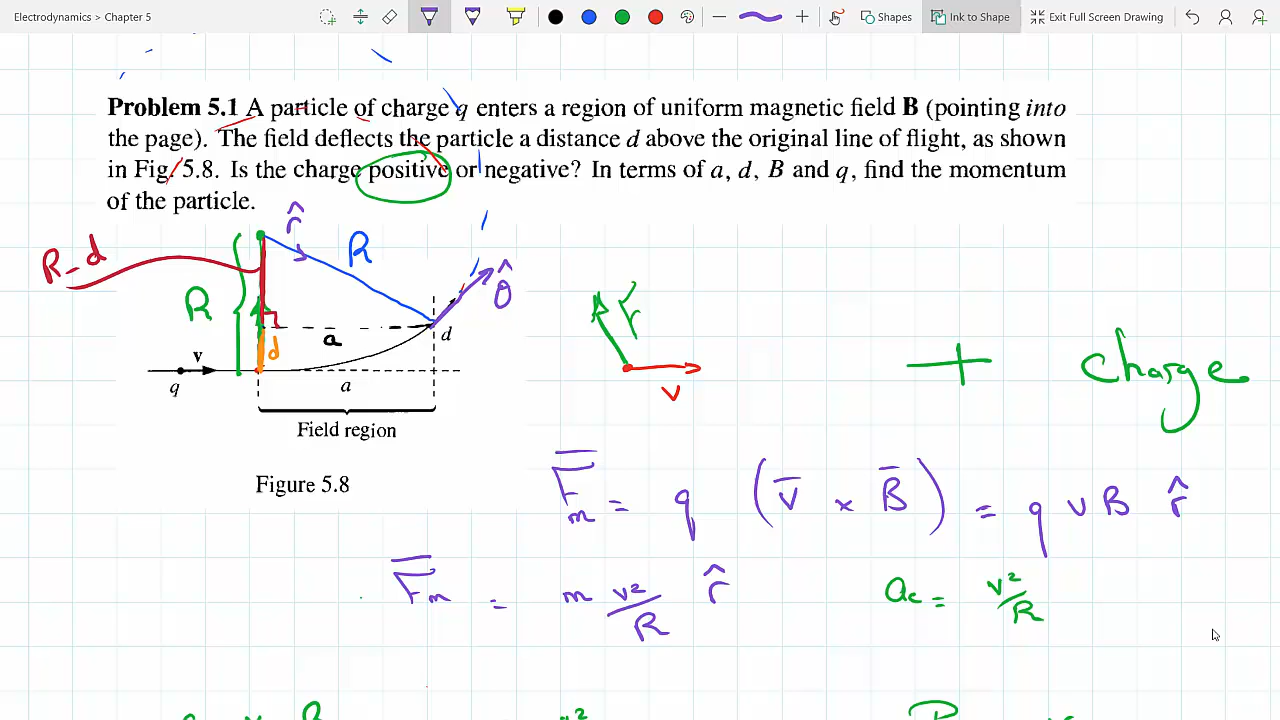 Electrodynamics > Chapter 5
Shapes
Ink to Shape
Exit Full Screen Drawing
Problem 5.1 A particle of charge q enters a region of uniform magnetic field B (pointing into
the page). The field deflects the particle a distance d above the original line of flight, as shown
in Fig. 5.8. Is the charge positive or negative? In terms of a, d, B and q, find the momentum
of the particle.
r̂
R
R-d
θ̂
R
a
d
d
v
q
a
Field region
Figure 5.8
F
v
+ charge
F̅m = q (v̅ × B̅) = q v B r̂
F̅m = m v²/R r̂
ac = v²/R